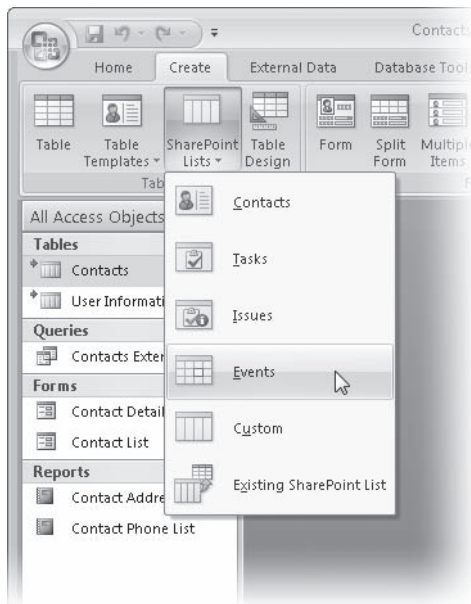 Contacts
Home Create External Data Database Tool
Table Table Templates SharePoint Lists Table Design Form Split Form Multiple Items
Tab
All Access Objects
Tables
Contacts
User Informati
Queries
Contacts Exter
Forms
Contact Detail
Contact List
Reports
Contact Addre
Contact Phone List
Contacts
Tasks
Issues
Events
Custom
Existing SharePoint List